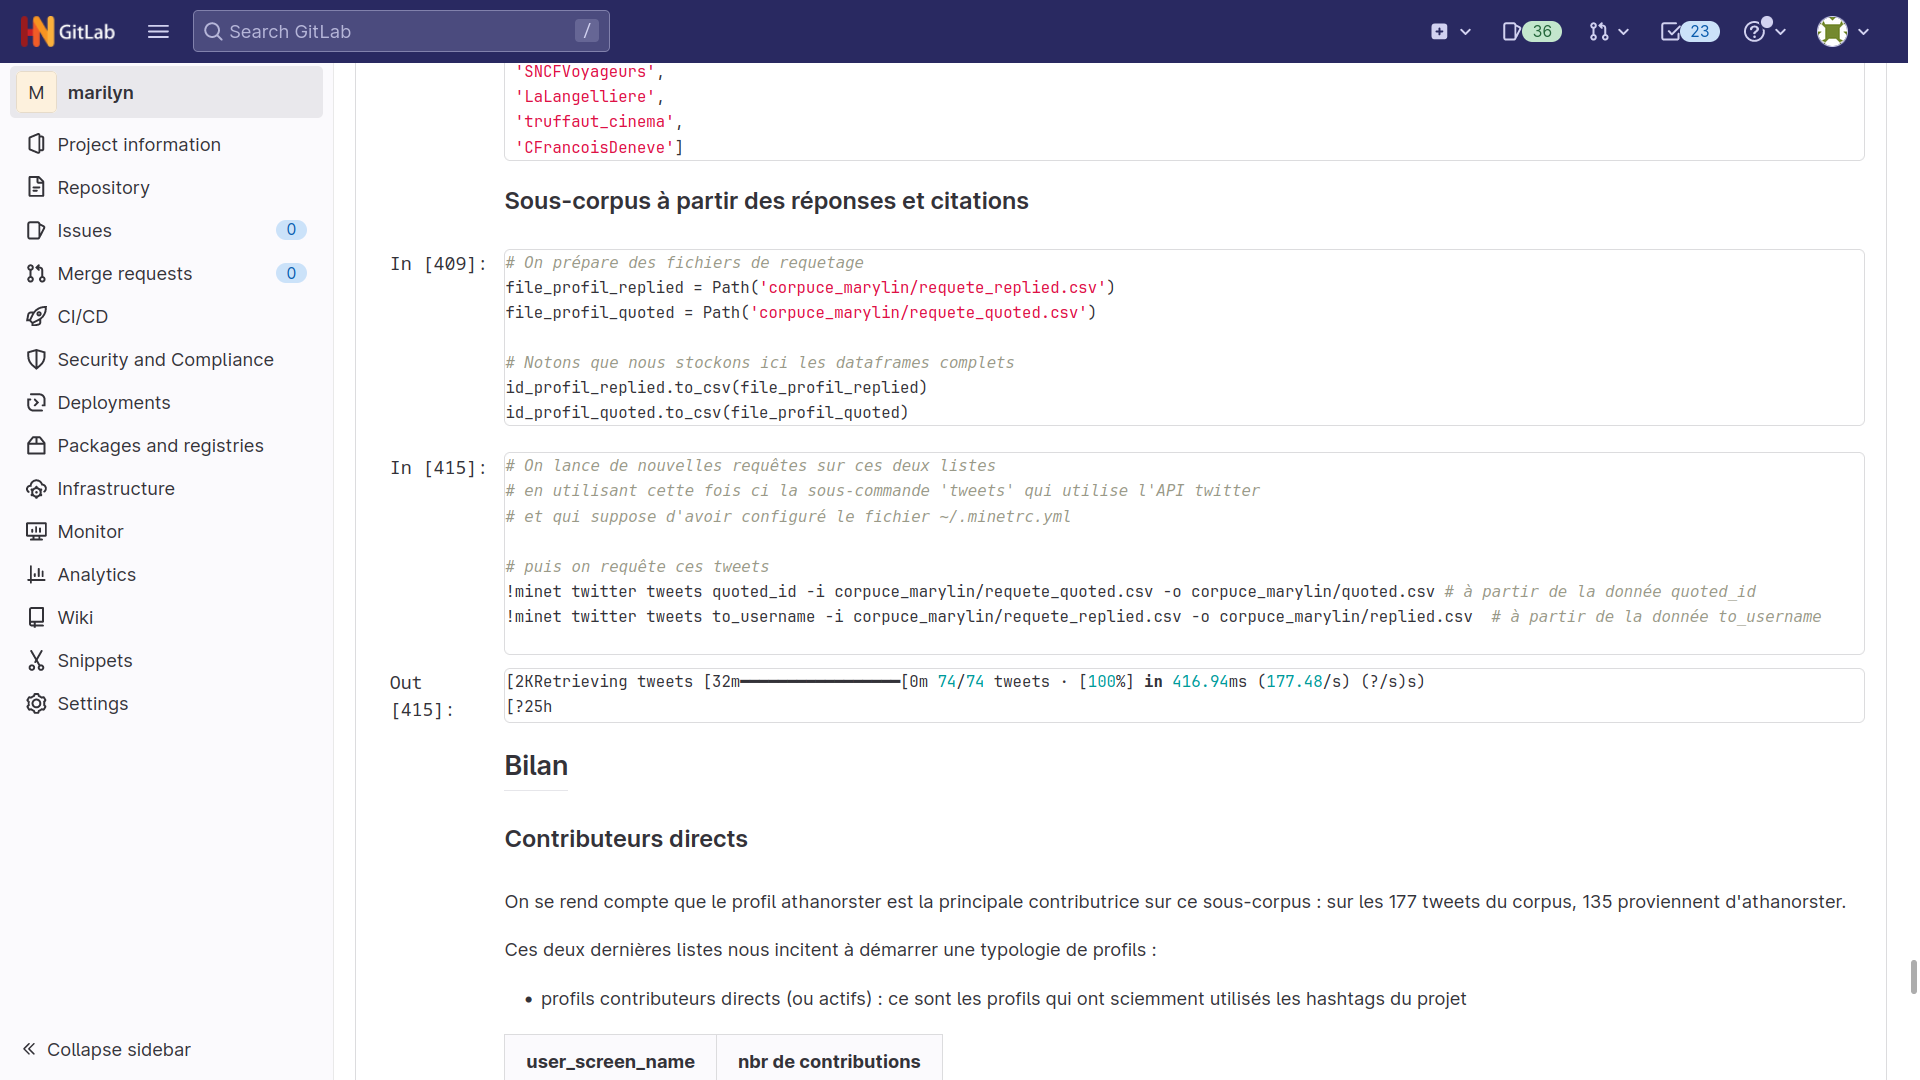 GitLab
Search GitLab
/
36
23
M marilyn
Project information
Repository
Issues 0
Merge requests 0
CI/CD
Security and Compliance
Deployments
Packages and registries
Infrastructure
Monitor
Analytics
Wiki
Snippets
Settings
Collapse sidebar
'SNCFVoyageurs',
'LaLangelliere',
'truffaut_cinema',
'CFrancoisDeneve']
Sous-corpus à partir des réponses et citations
In [409]:
# On prépare des fichiers de requetage
file_profil_replied = Path('corpuce_marylin/requete_replied.csv')
file_profil_quoted = Path('corpuce_marylin/requete_quoted.csv')
# Notons que nous stockons ici les dataframes complets
id_profil_replied.to_csv(file_profil_replied)
id_profil_quoted.to_csv(file_profil_quoted)
In [415]:
# On lance de nouvelles requêtes sur ces deux listes
# en utilisant cette fois ci la sous-commande 'tweets' qui utilise l'API twitter
# et qui suppose d'avoir configuré le fichier ~/.minetrc.yml
# puis on requête ces tweets
!minet twitter tweets quoted_id -i corpuce_marylin/requete_quoted.csv -o corpuce_marylin/quoted.csv # à partir de la donnée quoted_id
!minet twitter tweets to_username -i corpuce_marylin/requete_replied.csv -o corpuce_marylin/replied.csv  # à partir de la donnée to_username
Out
[415]:
[2KRetrieving tweets [32m━━━━━━━━━━━━━━━━━[0m 74/74 tweets · [100%] in 416.94ms (177.48/s) (?/s)s)
[?25h
Bilan
Contributeurs directs
On se rend compte que le profil athanorster est la principale contributrice sur ce sous-corpus : sur les 177 tweets du corpus, 135 proviennent d'athanorster.
Ces deux dernières listes nous incitent à démarrer une typologie de profils :
• profils contributeurs directs (ou actifs) : ce sont les profils qui ont sciemment utilisés les hashtags du projet
user_screen_name nbr de contributions